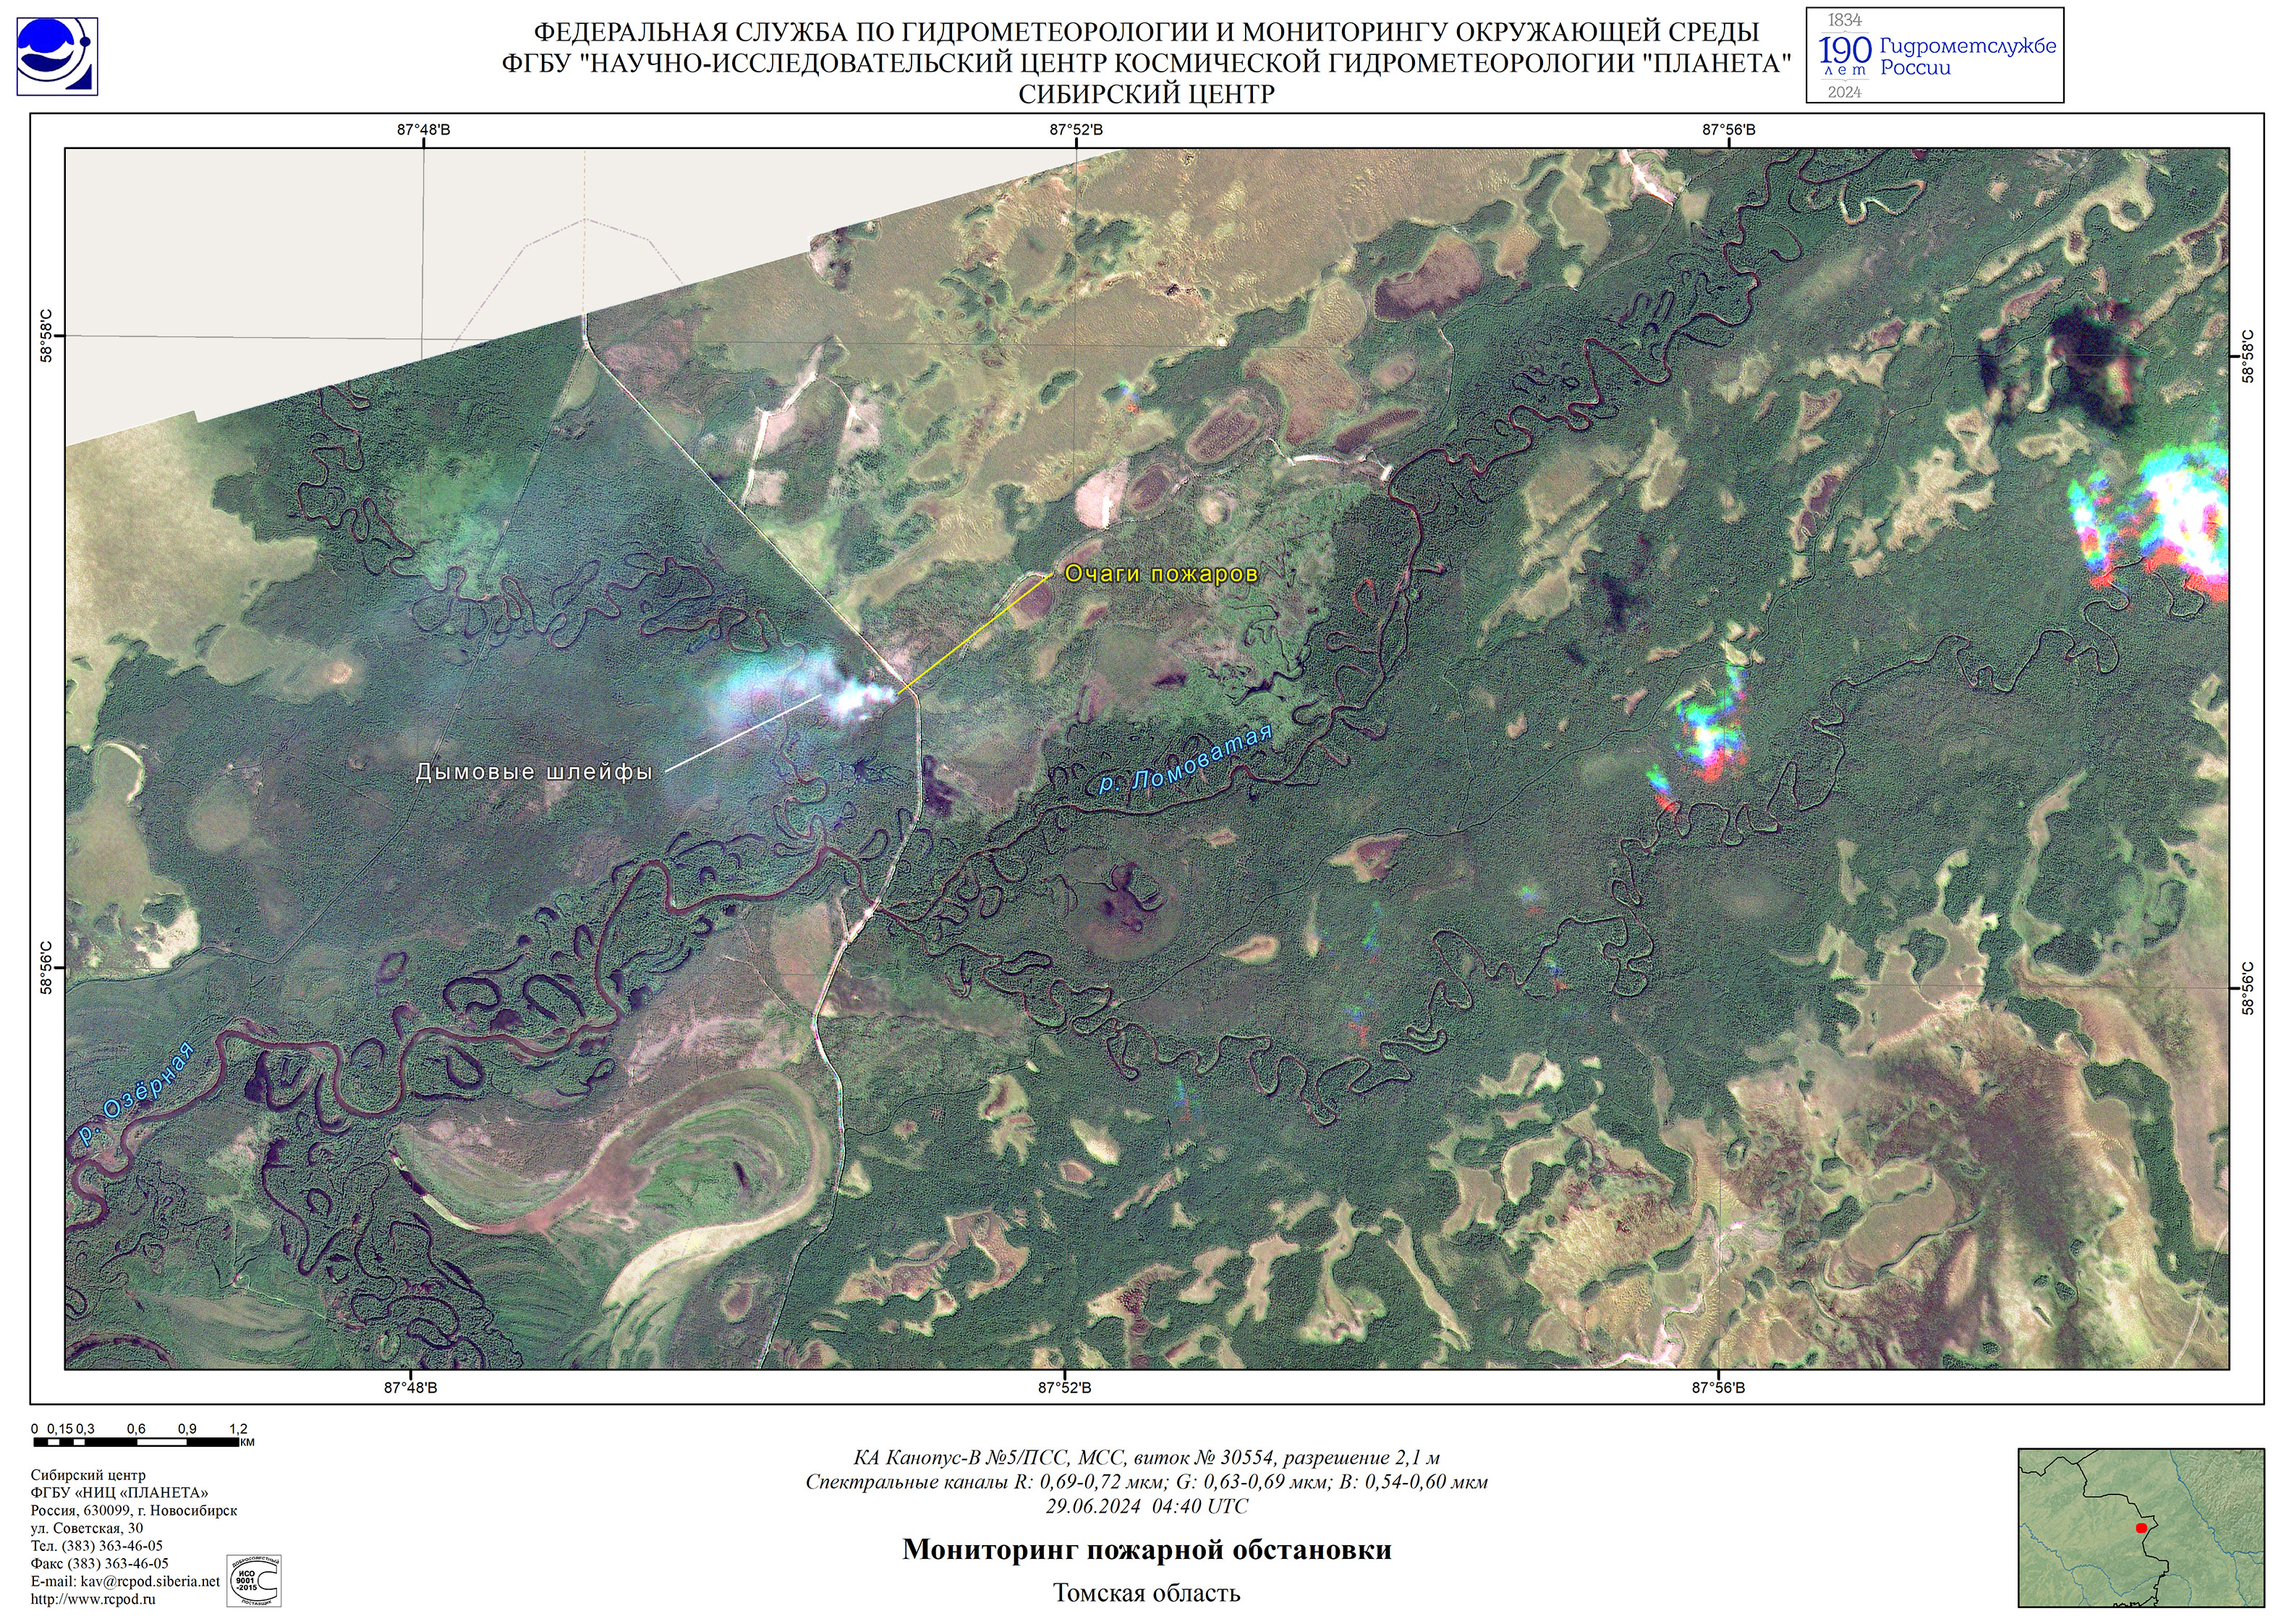 ФЕДЕРАЛЬНАЯ СЛУЖБА ПО ГИДРОМЕТЕОРОЛОГИИ И МОНИТОРИНГУ ОКРУЖАЮЩЕЙ СРЕДЫ
ФГБУ "НАУЧНО-ИССЛЕДОВАТЕЛЬСКИЙ ЦЕНТР КОСМИЧЕСКОЙ ГИДРОМЕТЕОРОЛОГИИ "ПЛАНЕТА"
СИБИРСКИЙ ЦЕНТР
1834
190 Гидрометслужбе
лет России
2024
87°48'В
87°52'В
87°56'В
58°58'С
58°58'С
Очаги пожаров
р. Ломоватая
Дымовые шлейфы
58°56'С
58°56'С
р. Озёрная
87°48'В
87°52'В
87°56'В
0 0,15 0,3 0,6 0,9 1,2
км
Сибирский центр
ФГБУ «НИЦ «ПЛАНЕТА»
Россия, 630099, г. Новосибирск
ул. Советская, 30
Тел. (383) 363-46-05
Факс (383) 363-46-05
E-mail: kav@rcpod.siberia.net
http://www.rcpod.ru
ДОБРОСОВЕСТНЫЙ
ИСО
9001
-2015
ПОСТАВЩИК
КА Канопус-В №5/ПСС, МСС, виток № 30554, разрешение 2,1 м
Спектральные каналы R: 0,69-0,72 мкм; G: 0,63-0,69 мкм; B: 0,54-0,60 мкм
29.06.2024 04:40 UTC
Мониторинг пожарной обстановки
Томская область